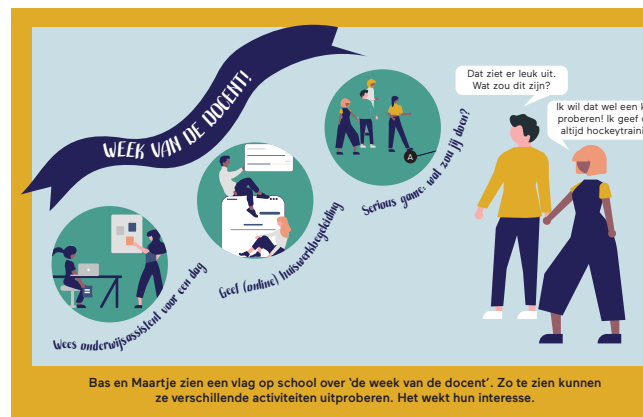 WEEK VAN DE DOCENT!
Dat ziet er leuk uit.
Wat zou dit zijn?
Ik wil dat wel een k
proberen! Ik geef
altijd hockeytraini
Serious game: wat zou jij doen?
A
Geef (online) huiswerkbegeleiding
Wees onderwijsassistent voor een dag
Bas en Maartje zien een vlag op school over ‘de week van de docent’. Zo te zien kunnen
ze verschillende activiteiten uitproberen. Het wekt hun interesse.